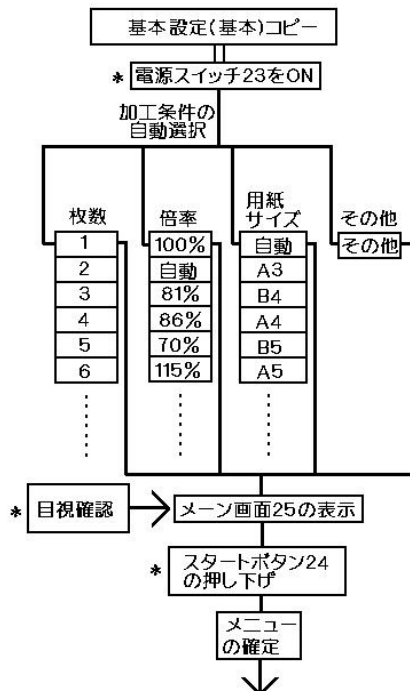 基本設定(基本)コピー
* 電源スイッチ23をON
加工条件の
自動選択
枚数
1
2
3
4
5
6
倍率
100%
自動
81%
86%
70%
115%
用紙
サイズ
自動
A3
B4
A4
B5
A5
その他
その他
*目視確認
メーン画面25の表示
* スタートボタン24
の押し下げ
メニュー
の確定